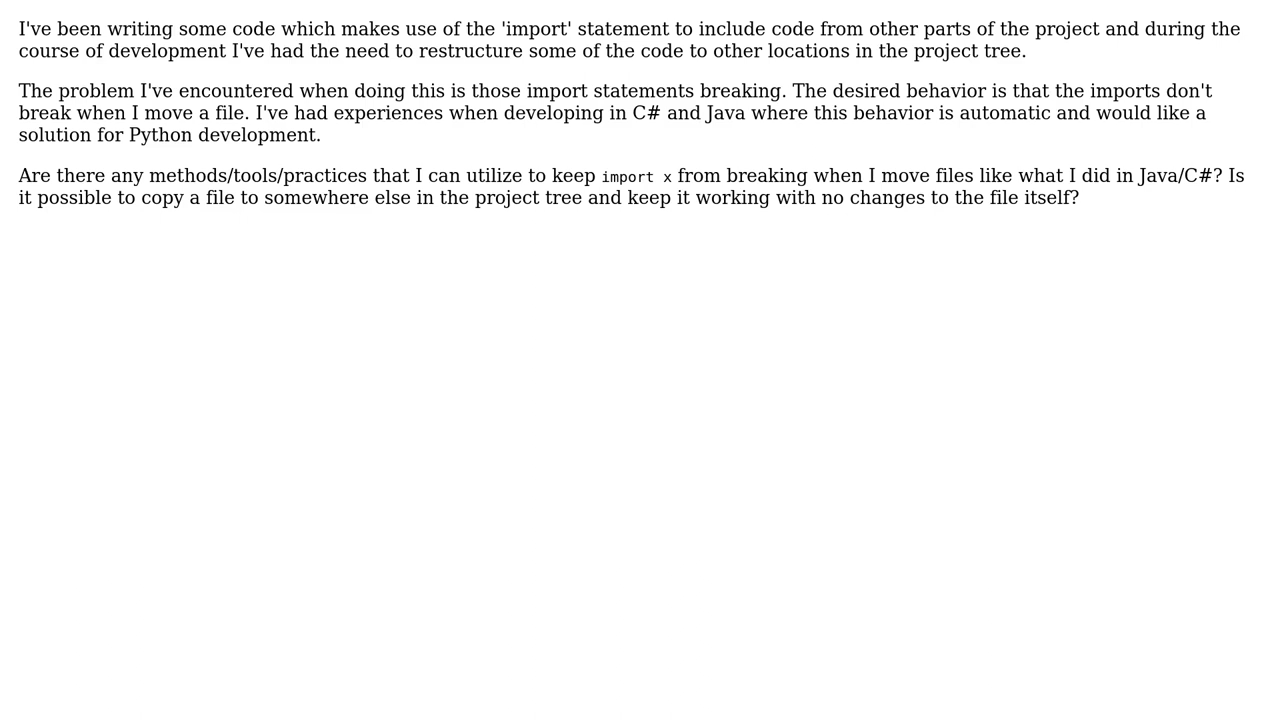 I've been writing some code which makes use of the 'import' statement to include code from other parts of the project and during the
course of development I've had the need to restructure some of the code to other locations in the project tree.
The problem I've encountered when doing this is those import statements breaking. The desired behavior is that the imports don't
break when I move a file. I've had experiences when developing in C# and Java where this behavior is automatic and would like a
solution for Python development.
Are there any methods/tools/practices that I can utilize to keep import x from breaking when I move files like what I did in Java/C#? Is
it possible to copy a file to somewhere else in the project tree and keep it working with no changes to the file itself?